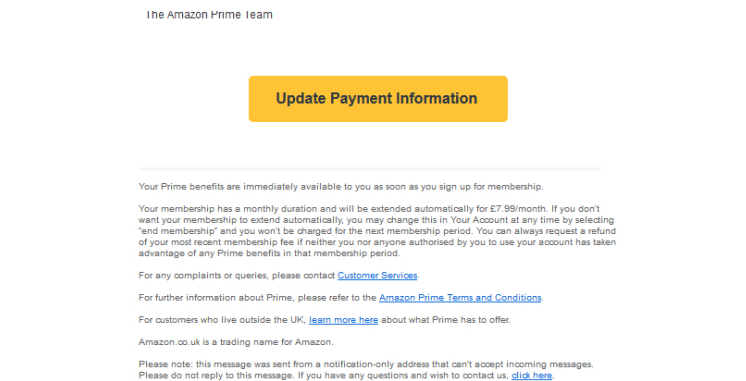 The Amazon Prime Team
Update Payment Information
Your Prime benefits are immediately available to you as soon as you sign up for membership.
Your membership has a monthly duration and will be extended automatically for £7.99/month. If you don't
want your membership to extend automatically, you may change this in Your Account at any time by selecting
"end membership" and you won't be charged for the next membership period. You can always request a refund
of your most recent membership fee if neither you nor anyone authorised by you to use your account has taken
advantage of any Prime benefits in that membership period.
For any complaints or queries, please contact Customer Services.
For further information about Prime, please refer to the Amazon Prime Terms and Conditions.
For customers who live outside the UK, learn more here about what Prime has to offer.
Amazon.co.uk is a trading name for Amazon.
Please note: this message was sent from a notification-only address that can't accept incoming messages.
Please do not reply to this message. If you have any questions and wish to contact us, click here.